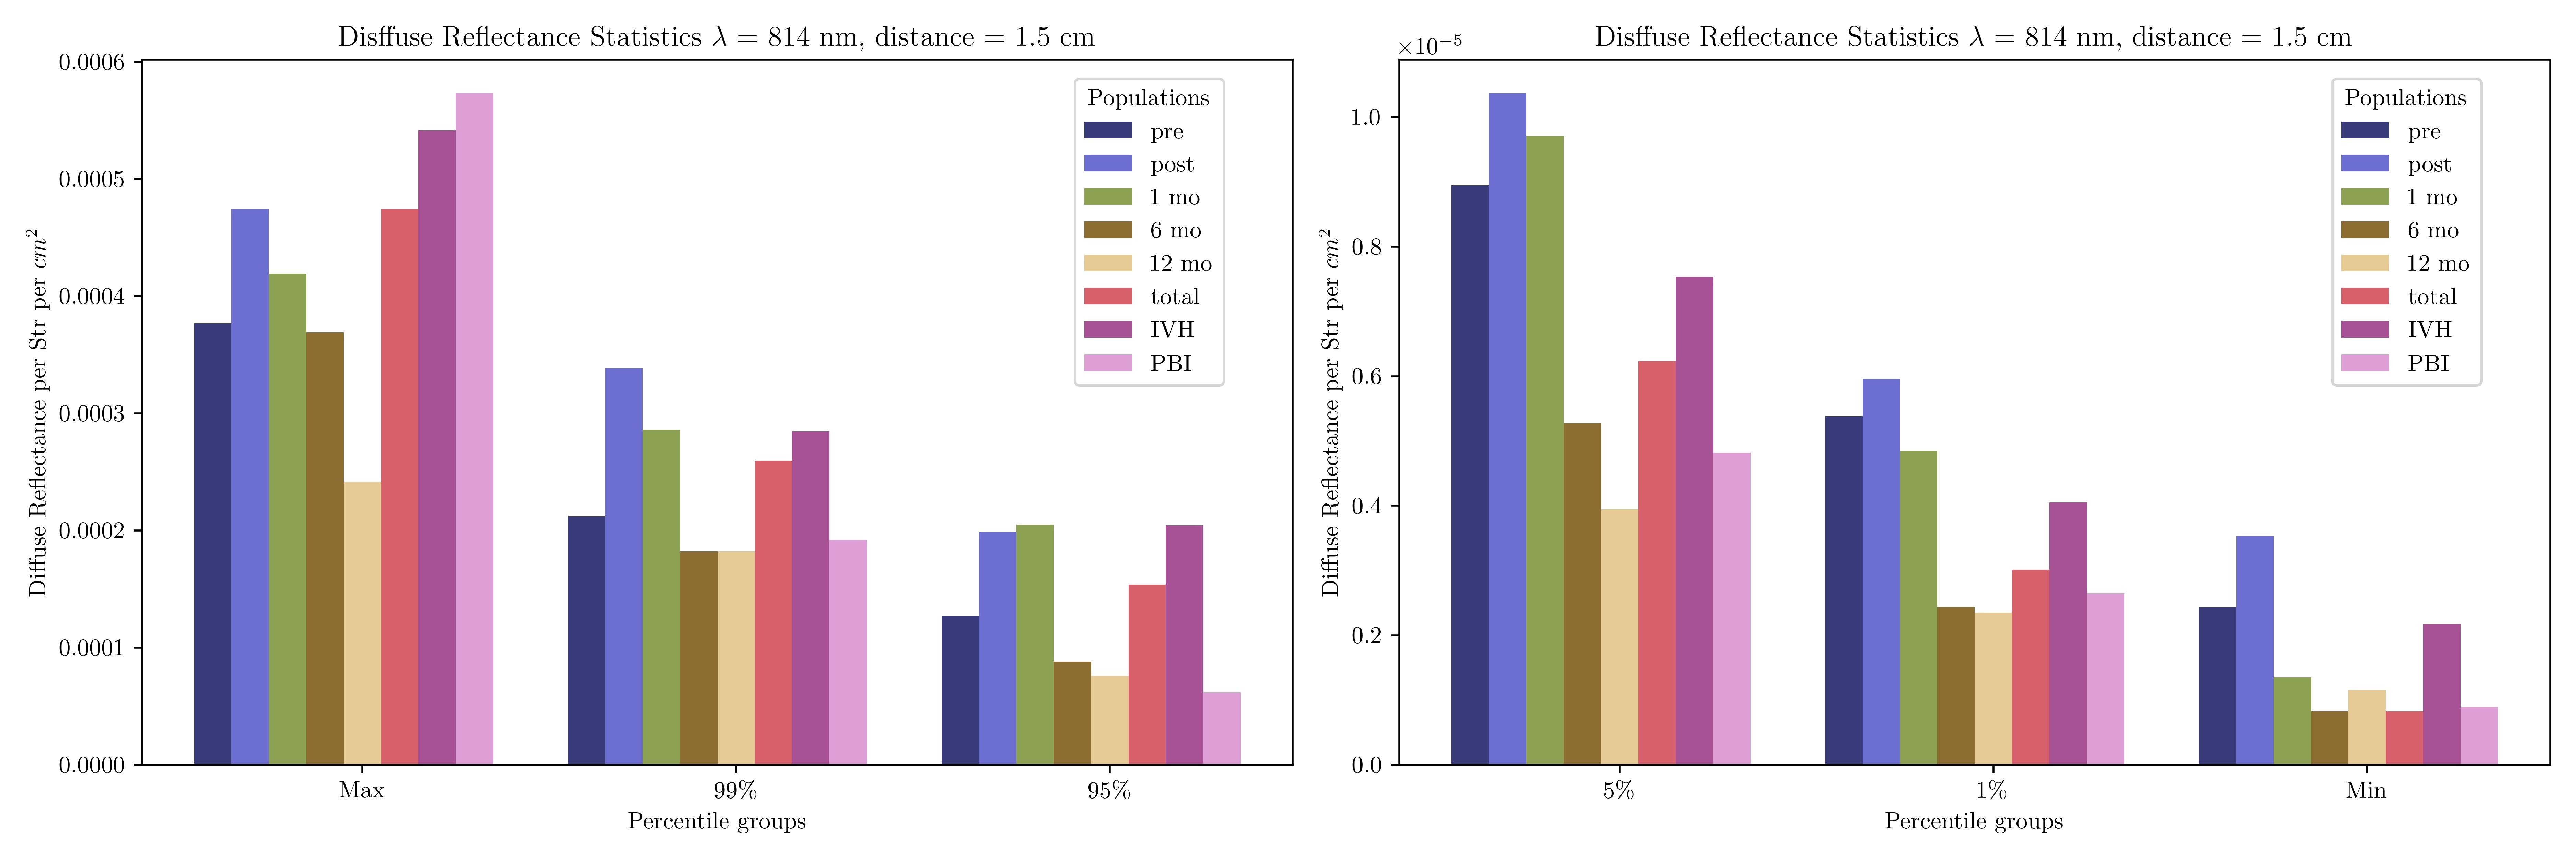 Disffuse Reflectance Statistics λ = 814 nm, distance = 1.5 cm
0.0006
0.0005
0.0004
0.0003
0.0002
0.0001
0.0000
Diffuse Reflectance per Str per cm²
Populations
pre
post
1 mo
6 mo
12 mo
total
IVH
PBI
Max
99%
95%
Percentile groups
Disffuse Reflectance Statistics λ = 814 nm, distance = 1.5 cm
×10⁻⁵
1.0
0.8
0.6
0.4
0.2
0.0
Diffuse Reflectance per Str per cm²
Populations
pre
post
1 mo
6 mo
12 mo
total
IVH
PBI
5%
1%
Min
Percentile groups